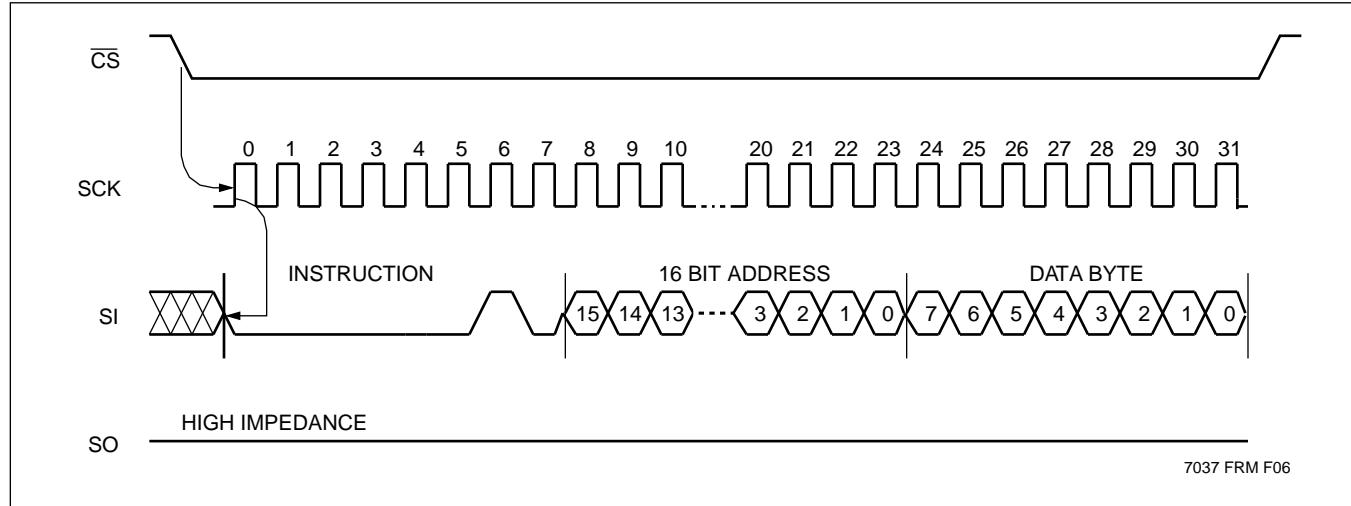 CS
0 1 2 3 4 5 6 7 8 9 10 20 21 22 23 24 25 26 27 28 29 30 31
SCK
INSTRUCTION 16 BIT ADDRESS DATA BYTE
SI 15 14 13 3 2 1 0 7 6 5 4 3 2 1 0
HIGH IMPEDANCE
SO
7037 FRM F06